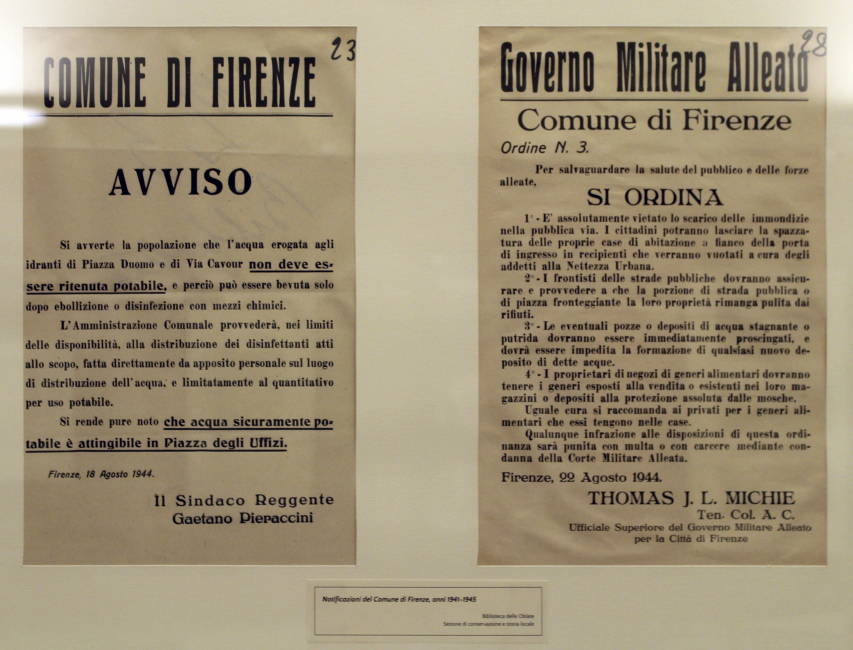 23
COMUNE DI FIRENZE
AVVISO
Si avverte la popolazione che l'acqua erogata agli
idranti di Piazza Duomo e di Via Cavour non deve es-
sere ritenuta potabile, e perciò può essere bevuta solo
dopo ebollizione o disinfezione con mezzi chimici.
L'Amministrazione Comunale provvederà, nei limiti
delle disponibilità, alla distribuzione dei disinfettanti atti
allo scopo, fatta direttamente da apposito personale sul luogo
di distribuzione dell'acqua, e limitatamente al quantitativo
per uso potabile.
Si rende pure noto che acqua sicuramente po-
tabile è attingibile in Piazza degli Uffizi.
Firenze, 18 Agosto 1944.
Il Sindaco Reggente
Gaetano Pieraccini
28
Governo Militare Alleato
Comune di Firenze
Ordine N. 3.
Per salvaguardare la salute del pubblico e delle forze
alleate,
SI ORDINA
1° - E' assolutamente vietato lo scarico delle immondizie
nella pubblica via. I cittadini potranno lasciare la spazza-
tura delle proprie case di abitazione a fianco della porta
di ingresso in recipienti che verranno vuotati a cura degli
addetti alla Nettezza Urbana.
2° - I frontisti delle strade pubbliche dovranno assicu-
rare e provvedere a che la porzione di strada pubblica o
di piazza fronteggiante la loro proprietà rimanga pulita dai
rifiuti.
3° - Le eventuali pozze o depositi di acqua stagnante o
putrida dovranno essere immediatamente prosciugati, e
dovrà essere impedita la formazione di qualsiasi nuovo de-
posito di dette acque.
4° - I proprietari di negozi di generi alimentari dovranno
tenere i generi esposti alla vendita o esistenti nei loro ma-
gazzini o depositi alla protezione assoluta dalle mosche.
Uguale cura si raccomanda ai privati per i generi ali-
mentari che essi tengono nelle case.
Qualunque infrazione alle disposizioni di questa ordi-
nanza sarà punita con multa o con carcere mediante con-
danna della Corte Militare Alleata.
Firenze, 22 Agosto 1944.
THOMAS J. L. MICHIE
Ten. Col. A. C.
Ufficiale Superiore del Governo Militare Alleato
per la Città di Firenze
Notificazioni del Comune di Firenze, anni 1941-1945
Biblioteca delle Oblate
Sezione di conservazione e storia locale